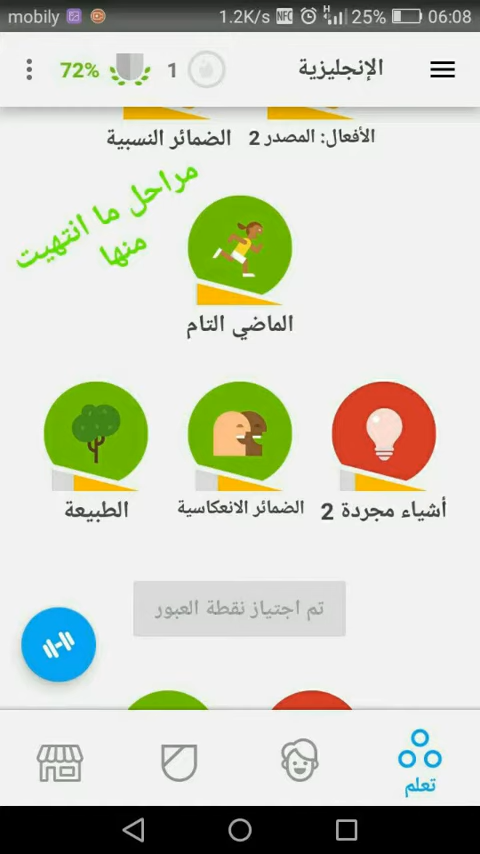 mobily 1.2K/s NFC H 25% 06:08
الإنجليزية 1 72%
الأفعال: المصدر 2 الضمائر النسبية
مراحل ما انتهيت
منها
الماضي التام
أشياء مجردة 2 الضمائر الانعكاسية الطبيعة
تم اجتياز نقطة العبور
تعلم